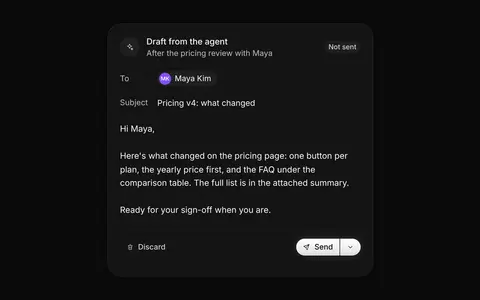 Draft from the agent
After the pricing review with Maya
Not sent
To
MK
Maya Kim
Subject
Pricing v4: what changed
Hi Maya,
Here's what changed on the pricing page: one button per
plan, the yearly price first, and the FAQ under the
comparison table. The full list is in the attached summary.
Ready for your sign-off when you are.
Discard
Send